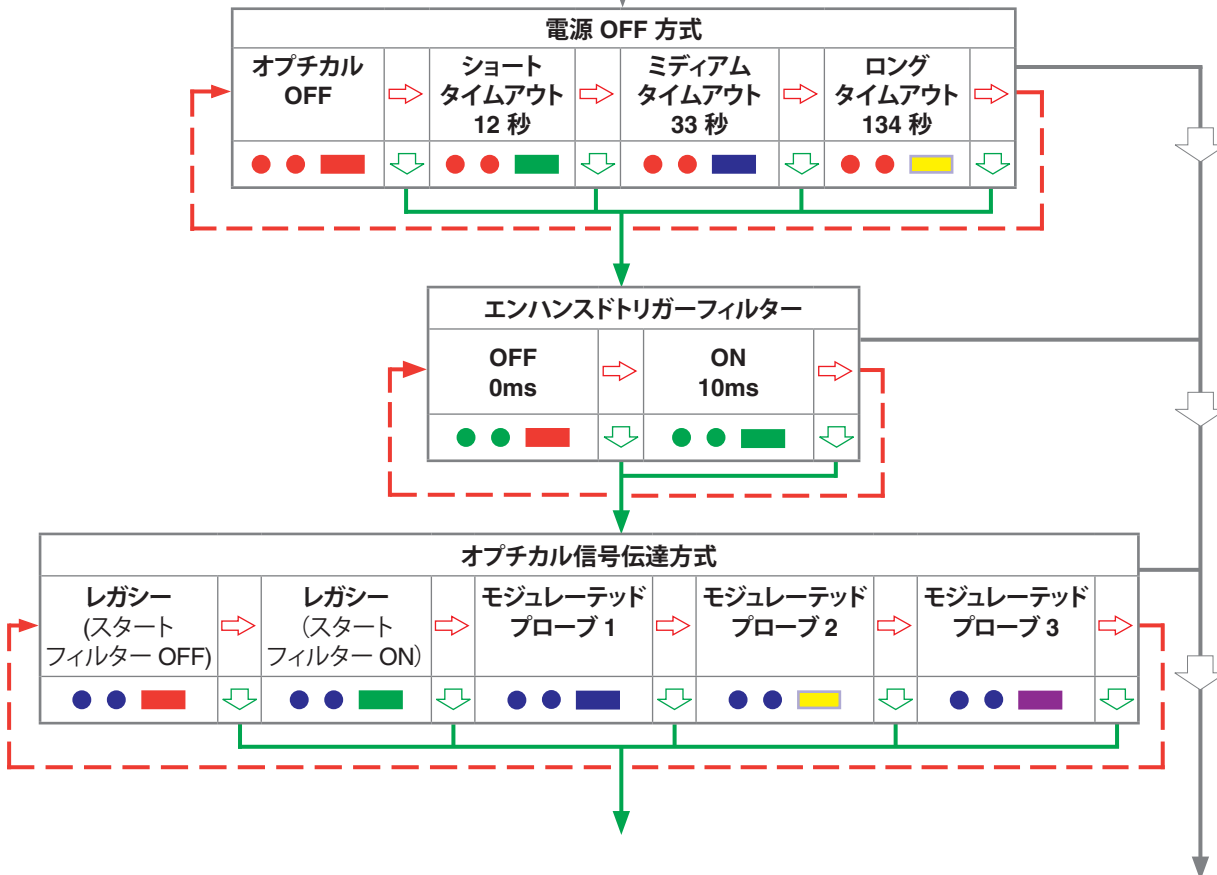 電源 OFF 方式
オプチカル
OFF
ショート
タイムアウト
12 秒
ミディアム
タイムアウト
33 秒
ロング
タイムアウト
134 秒
エンハンスドトリガーフィルター
OFF
0ms
ON
10ms
オプチカル信号伝達方式
レガシー
(スタート
フィルター OFF)
レガシー
（スタート
フィルター ON）
モジュレーテッド
プローブ 1
モジュレーテッド
プローブ 2
モジュレーテッド
プローブ 3